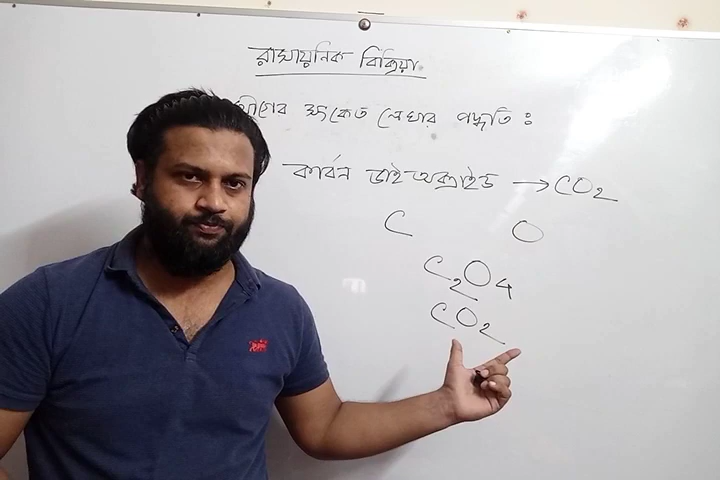 রাসায়নিক বিক্রিয়া
সংকেত লেখার পদ্ধতি :
কার্বন ডাই অক্সাইড → CO₂
C O
C₂O₄
CO₂